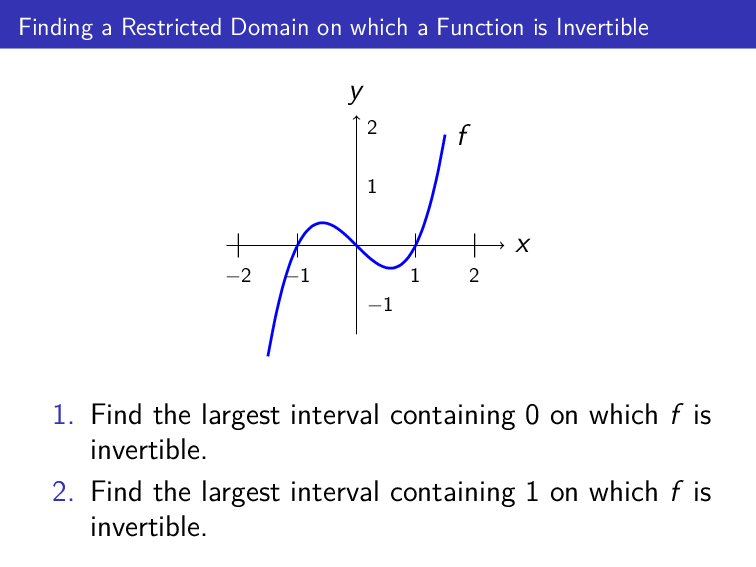 Finding a Restricted Domain on which a Function is Invertible
y
2
f
1
x
−2 −1 1 2
−1
1. Find the largest interval containing 0 on which f is
invertible.
2. Find the largest interval containing 1 on which f is
invertible.